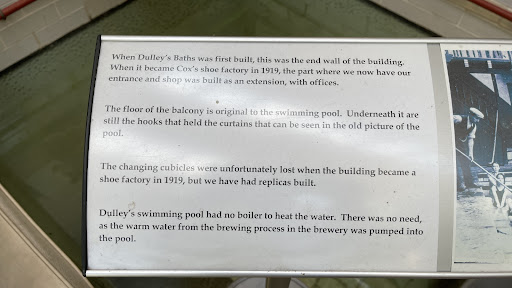 When Dulley's Baths was first built, this was the end wall of the building.
When it became Cox's shoe factory in 1919, the part where we now have our
entrance and shop was built as an extension, with offices.
The floor of the balcony is original to the swimming pool. Underneath it are
still the hooks that held the curtains that can be seen in the old picture of the
pool.
The changing cubicles were unfortunately lost when the building became a
shoe factory in 1919, but we have had replicas built.
Dulley's swimming pool had no boiler to heat the water. There was no need,
as the warm water from the brewing process in the brewery was pumped into
the pool.